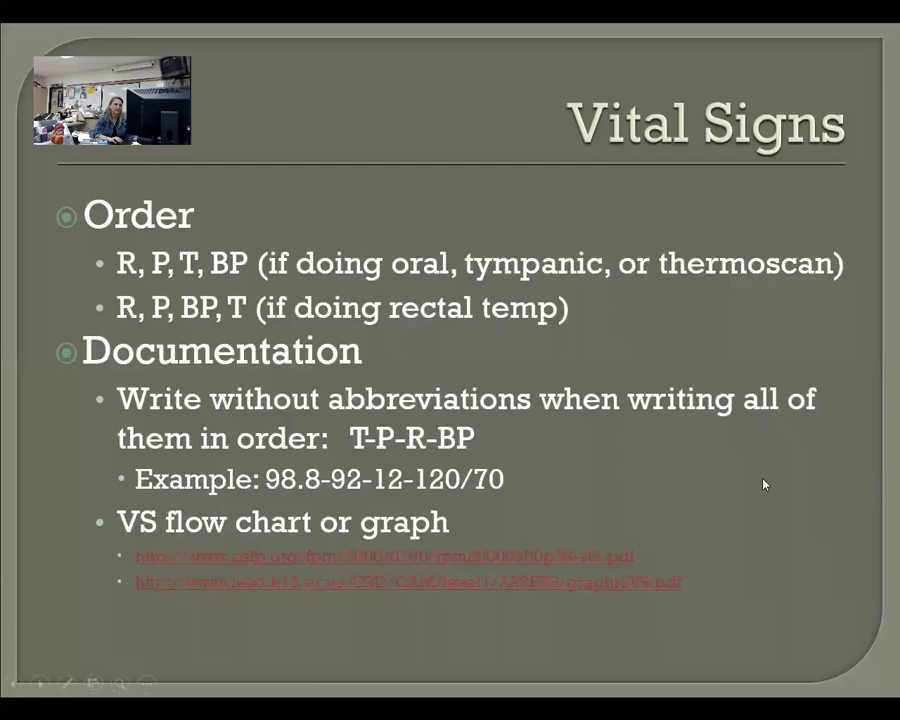 Vital Signs
Order
R, P, T, BP (if doing oral, tympanic, or thermoscan)
R, P, BP, T (if doing rectal temp)
Documentation
Write without abbreviations when writing all of
them in order: T-P-R-BP
Example: 98.8-92-12-120/70
VS flow chart or graph